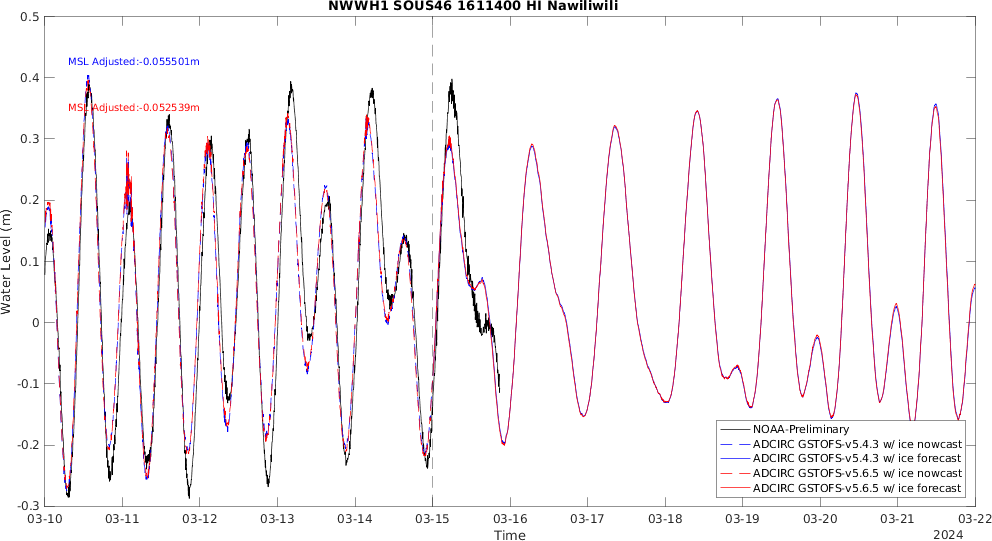 NWWH1 SOUS46 1611400 HI Nawiliwili
0.5
MSL Adjusted:-0.055501m
0.4
MSL Adjusted:-0.052539m
0.3
0.2
0.1
0
-0.1
-0.2
-0.3
Water Level (m)
NOAA-Preliminary
ADCIRC GSTOFS-v5.4.3 w/ ice nowcast
ADCIRC GSTOFS-v5.4.3 w/ ice forecast
ADCIRC GSTOFS-v5.6.5 w/ ice nowcast
ADCIRC GSTOFS-v5.6.5 w/ ice forecast
03-10 03-11 03-12 03-13 03-14 03-15 03-16 03-17 03-18 03-19 03-20 03-21 03-22
Time
2024